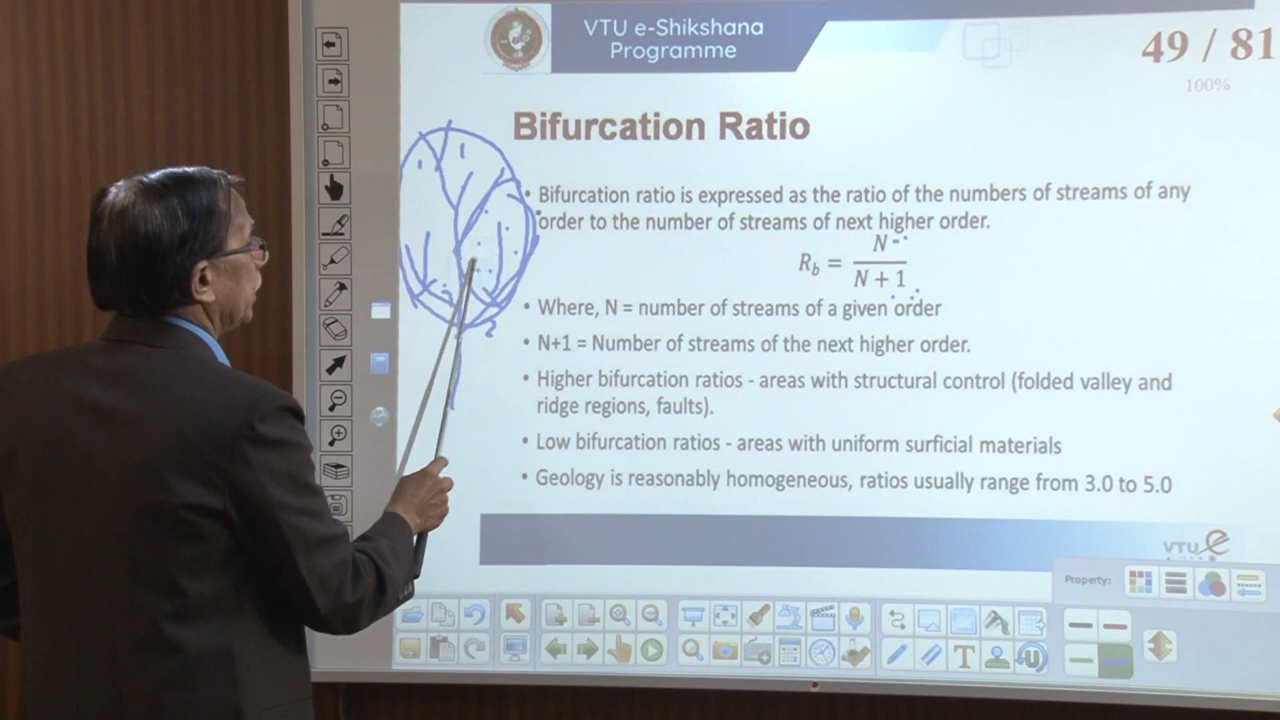 VTU e-Shikshana
Programme
49 / 81
100%
Bifurcation Ratio
• Bifurcation ratio is expressed as the ratio of the numbers of streams of any
order to the number of streams of next higher order.
R_b = N / N + 1
• Where, N = number of streams of a given order
• N+1 = Number of streams of the next higher order.
• Higher bifurcation ratios - areas with structural control (folded valley and
ridge regions, faults).
• Low bifurcation ratios - areas with uniform surficial materials
• Geology is reasonably homogeneous, ratios usually range from 3.0 to 5.0
VTU e
Property: